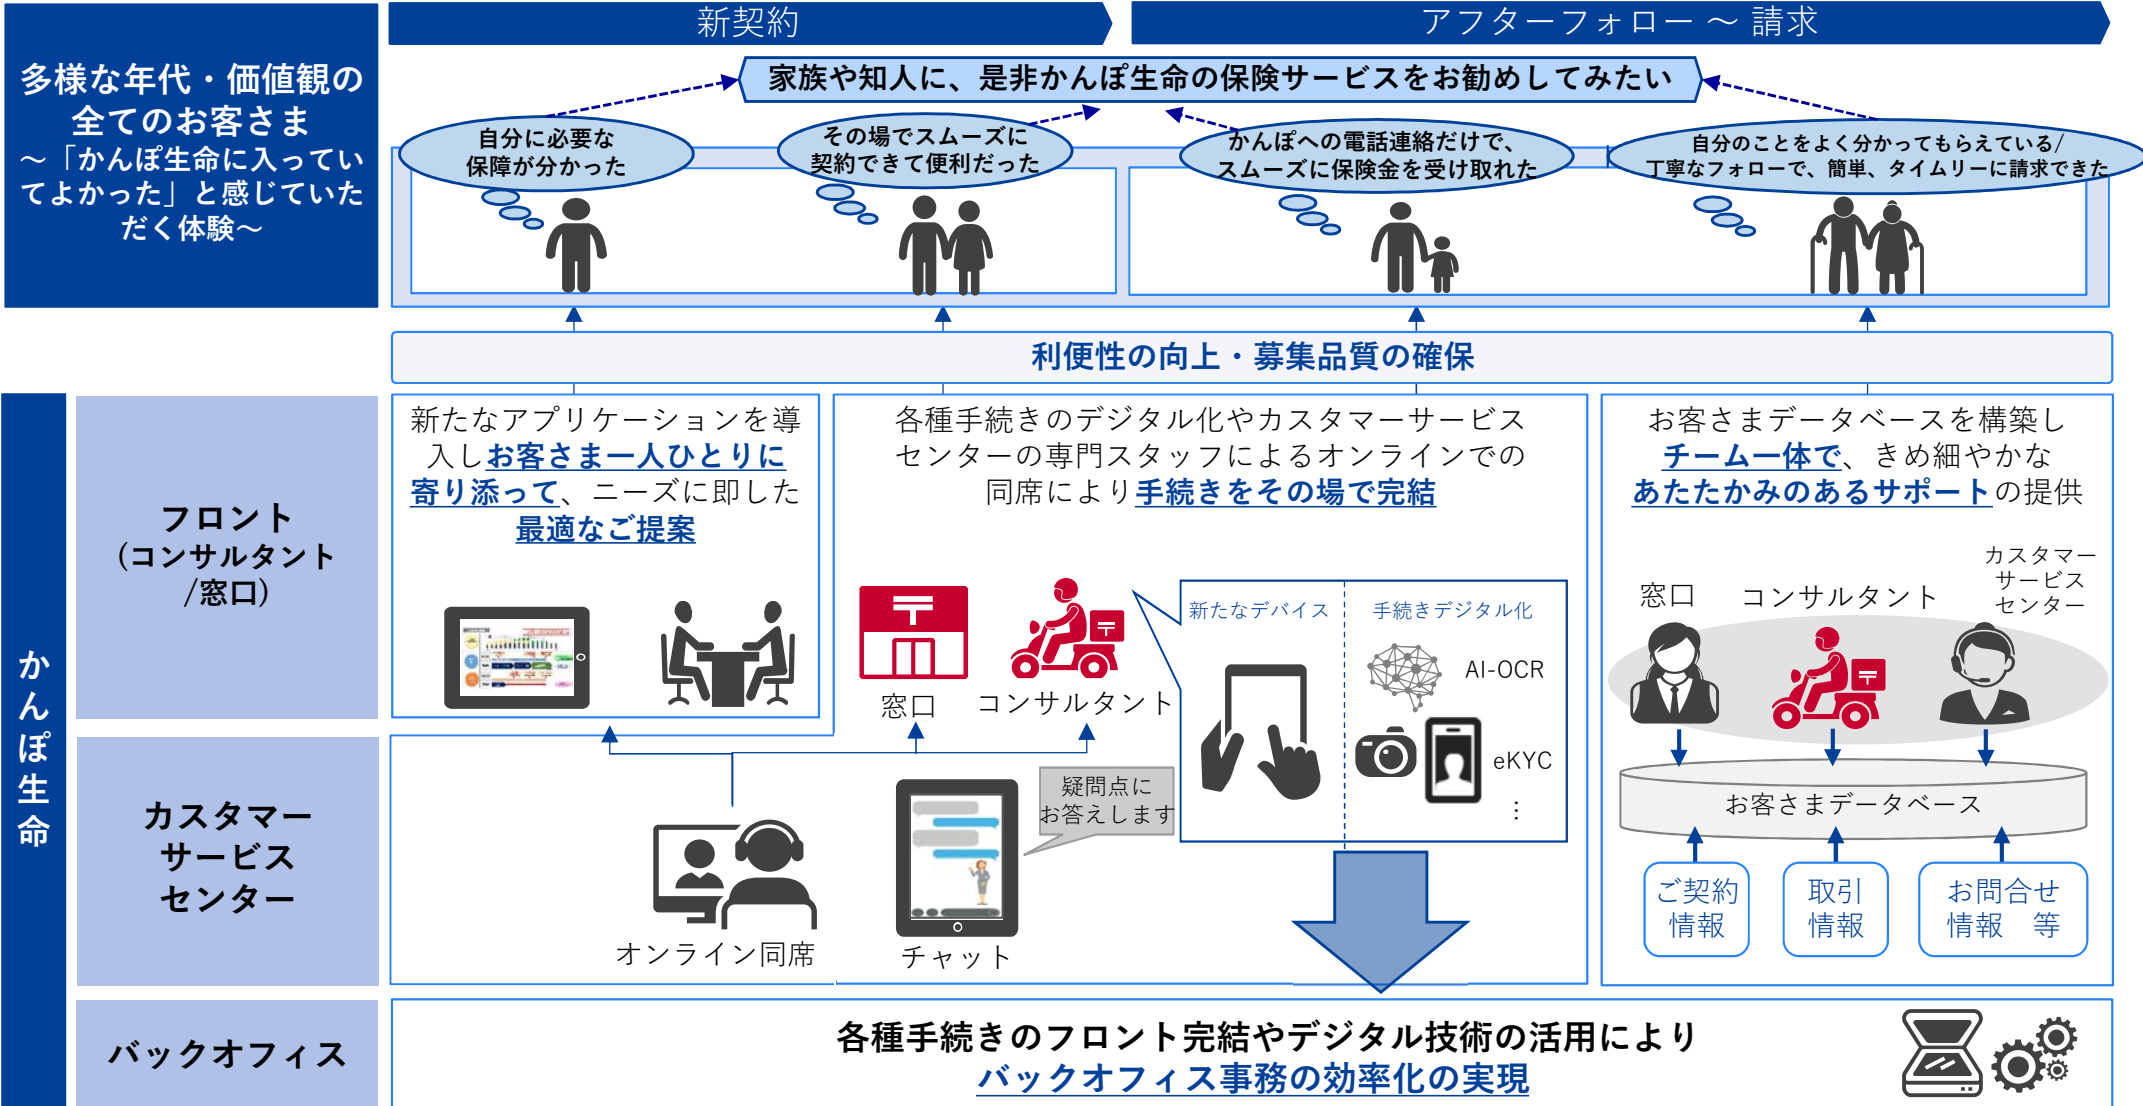 新契約
アフターフォロー ～ 請求
多様な年代・価値観の
全てのお客さま
～「かんぽ生命に入ってい
てよかった」と感じていた
だく体験～
家族や知人に、是非かんぽ生命の保険サービスをお勧めしてみたい
自分に必要な
保障が分かった
その場でスムーズに
契約できて便利だった
かんぽへの電話連絡だけで、
スムーズに保険金を受け取れた
自分のことをよく分かってもらえている/
丁寧なフォローで、簡単、タイムリーに請求できた
利便性の向上・募集品質の確保
かんぽ生命
フロント
(コンサルタント
/窓口)
新たなアプリケーションを導
入しお客さま一人ひとりに
寄り添って、ニーズに即した
最適なご提案
各種手続きのデジタル化やカスタマーサービス
センターの専門スタッフによるオンラインでの
同席により手続きをその場で完結
窓口
コンサルタント
新たなデバイス
手続きデジタル化
AI-OCR
eKYC
⋮
お客さまデータベースを構築し
チーム一体で、きめ細やかな
あたたかみのあるサポートの提供
窓口
コンサルタント
カスタマー
サービス
センター
お客さまデータベース
ご契約
情報
取引
情報
お問合せ
情報　等
カスタマー
サービス
センター
オンライン同席
チャット
疑問点に
お答えします
バックオフィス
各種手続きのフロント完結やデジタル技術の活用により
バックオフィス事務の効率化の実現